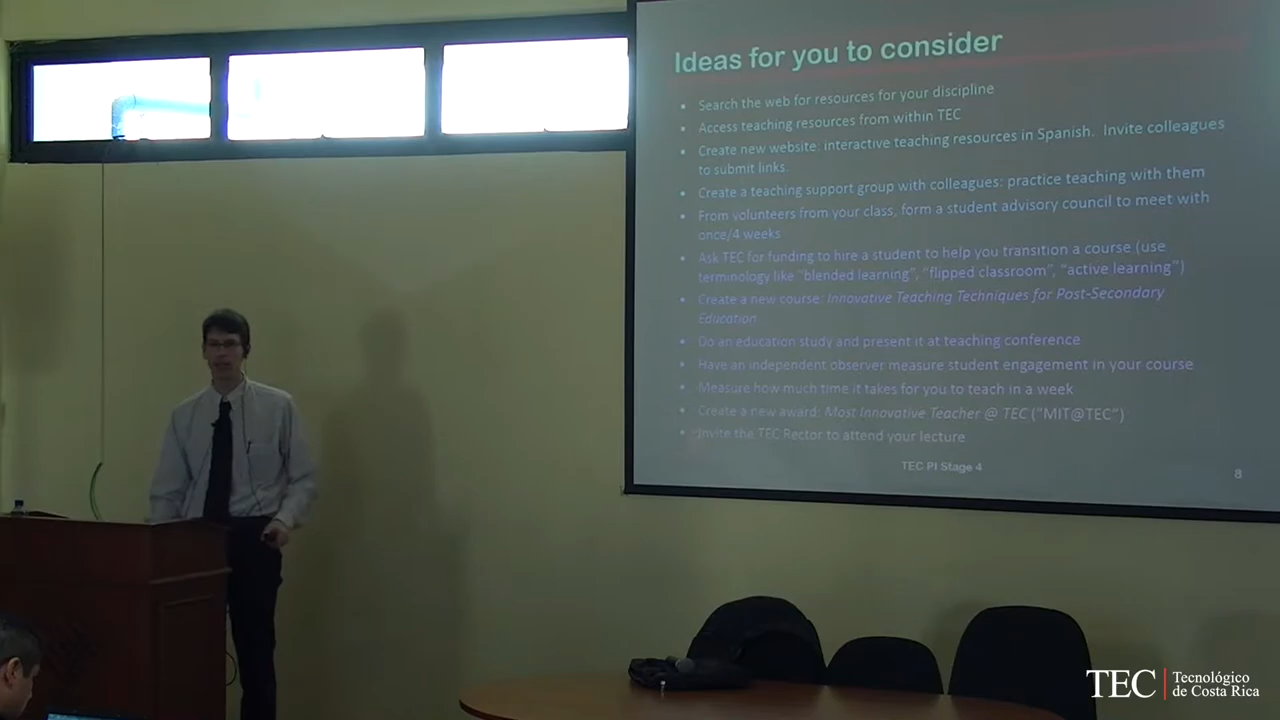 Ideas for you to consider
• Search the web for resources for your discipline
• Access teaching resources from within TEC
• Create new website: interactive teaching resources in Spanish. Invite colleagues
to submit links.
• Create a teaching support group with colleagues: practice teaching with them
• From volunteers from your class, form a student advisory council to meet with
once/4 weeks
• Ask TEC for funding to hire a student to help you transition a course (use
terminology like "blended learning", "flipped classroom", "active learning")
• Create a new course: Innovative Teaching Techniques for Post-Secondary
Education
• Do an education study and present it at teaching conference
• Have an independent observer measure student engagement in your course
• Measure how much time it takes for you to teach in a week
• Create a new award: Most Innovative Teacher @ TEC ("MIT@TEC")
• Invite the TEC Rector to attend your lecture
TEC PI Stage 4
8
TEC | Tecnológico
de Costa Rica